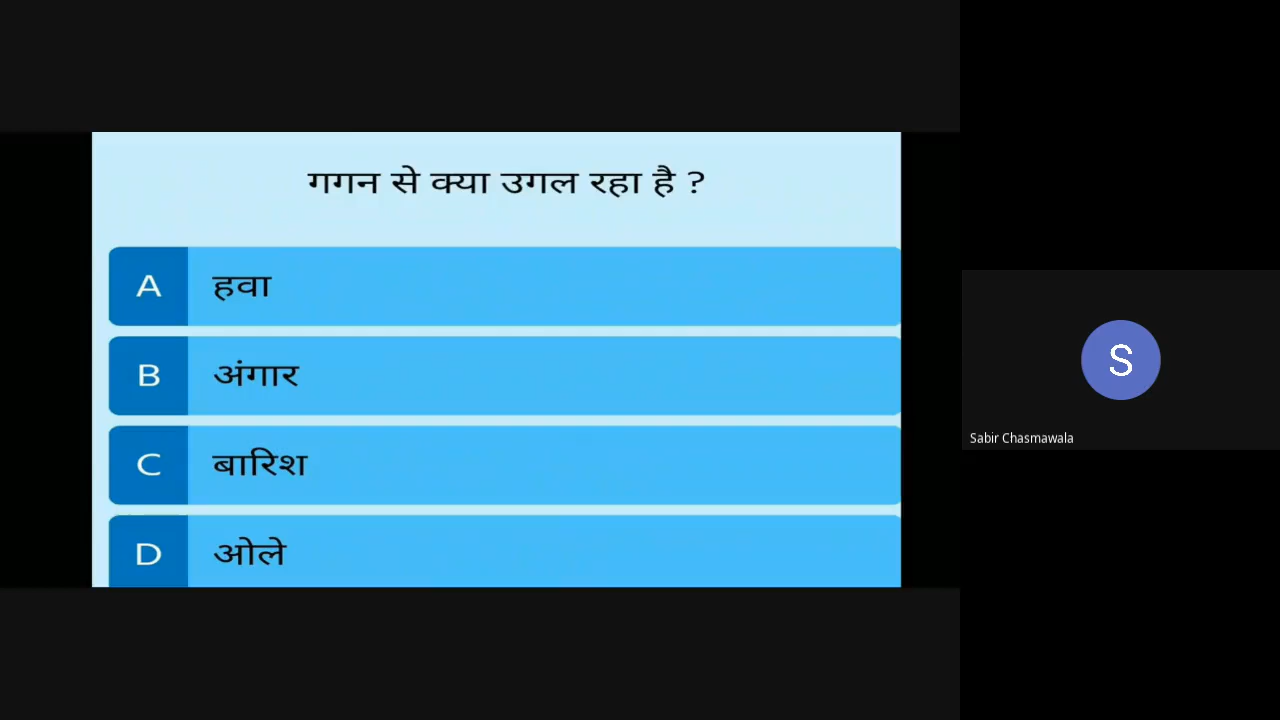 गगन से क्या उगल रहा है ?
A हवा
B अंगार
C बारिश
D ओले
S
Sabir Chasmawala